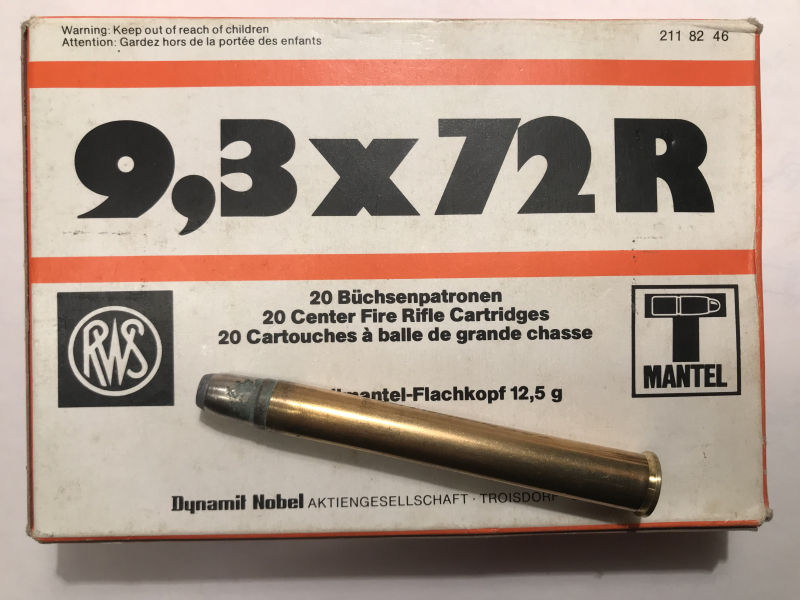 Warning: Keep out of reach of children
Attention: Gardez hors de la portée des enfants
211 82 46
9,3x72R
20 Büchsenpatronen
20 Center Fire Rifle Cartridges
20 Cartouches à balle de grande chasse
RWS
T
MANTEL
-Flachkopf 12,5 g
Dynamit Nobel AKTIENGESELLSCHAFT · TROISDORF